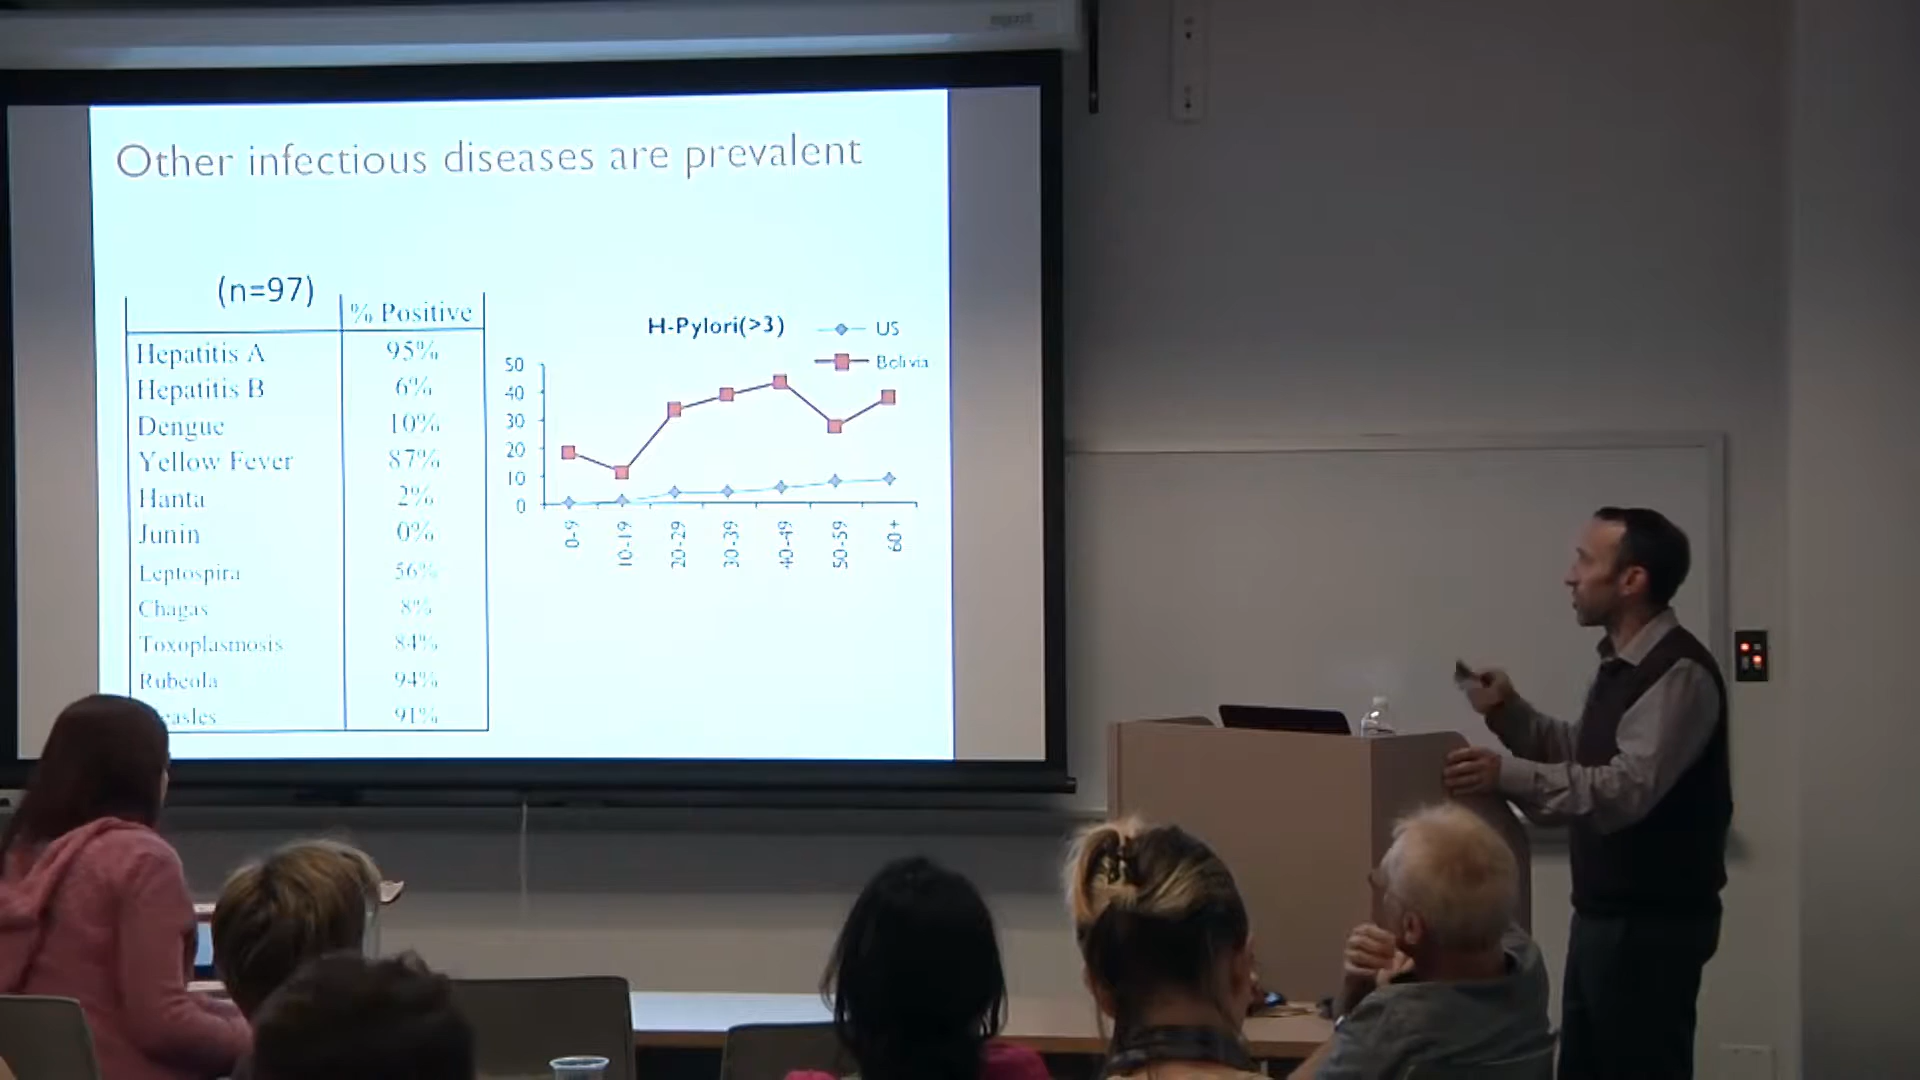 Other infectious diseases are prevalent
(n=97)
% Positive
Hepatitis A 95%
Hepatitis B 6%
Dengue 10%
Yellow Fever 87%
Hanta 2%
Junin 0%
Leptospira 56%
Chagas 8%
Toxoplasmosis 84%
Rubeola 94%
easles 91%
H-Pylori(>3)
US
Bolivia
50
40
30
20
10
0
0-9
10-19
20-29
30-39
40-49
50-59
60+